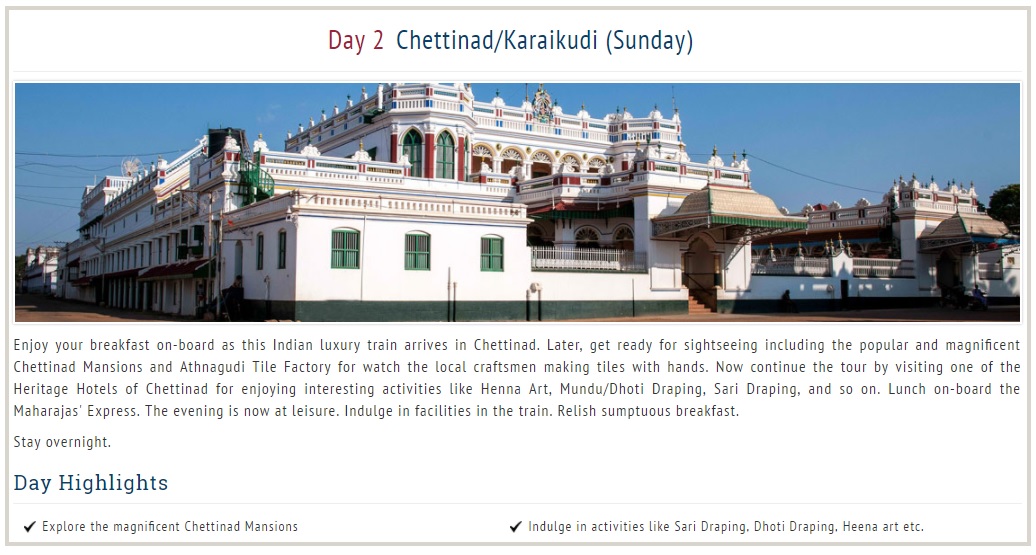 Day 2 Chettinad/Karaikudi (Sunday)
Enjoy your breakfast on-board as this Indian luxury train arrives in Chettinad. Later, get ready for sightseeing including the popular and magnificent
Chettinad Mansions and Athnagudi Tile Factory for watch the local craftsmen making tiles with hands. Now continue the tour by visiting one of the
Heritage Hotels of Chettinad for enjoying interesting activities like Henna Art, Mundu/Dhoti Draping, Sari Draping, and so on. Lunch on-board the
Maharajas' Express. The evening is now at leisure. Indulge in facilities in the train. Relish sumptuous breakfast.
Stay overnight.
Day Highlights
Explore the magnificent Chettinad Mansions
Indulge in activities like Sari Draping, Dhoti Draping, Heena art etc.